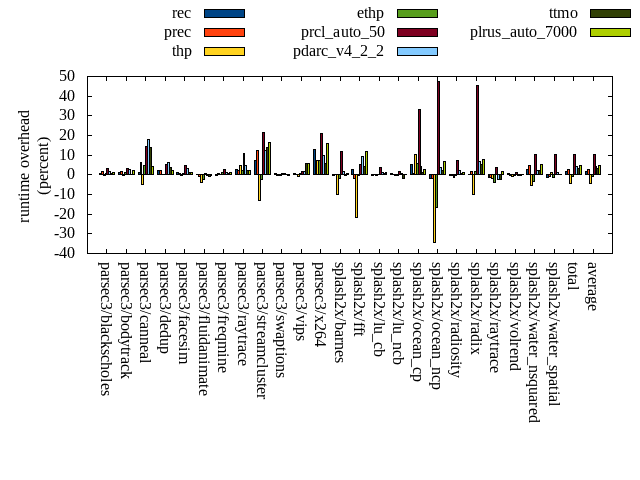 rec ethp ttmo
prec prcl_auto_50 plrus_auto_7000
thp pdarc_v4_2_2
50
40
30
20
10
0
-10
-20
-30
-40
runtime overhead
(percent)
parsec3/blackscholes
parsec3/bodytrack
parsec3/canneal
parsec3/dedup
parsec3/facesim
parsec3/fluidanimate
parsec3/freqmine
parsec3/raytrace
parsec3/streamcluster
parsec3/swaptions
parsec3/vips
parsec3/x264
splash2x/barnes
splash2x/fft
splash2x/lu_cb
splash2x/lu_ncb
splash2x/ocean_cp
splash2x/ocean_ncp
splash2x/radiosity
splash2x/radix
splash2x/raytrace
splash2x/volrend
splash2x/water_nsquared
splash2x/water_spatial
total
average